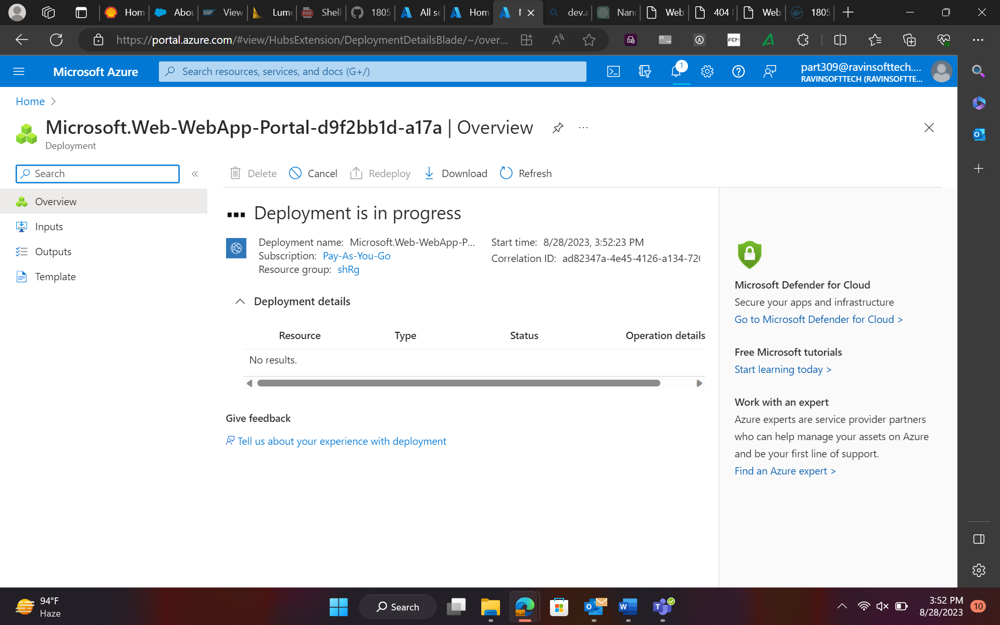 Hom
Abou
View
Lume
Shell
1805
All se
Hom
dev.a
Web
404
Web
1805
https://portal.azure.com/#view/HubsExtension/DeploymentDetailsBlade/~/over...
Microsoft Azure
Search resources, services, and docs (G+/)
1
part309@ravinsofttech....
RAVINSOFTTECH (RAVINSOFTTE...
Home
Microsoft.Web-WebApp-Portal-d9f2bb1d-a17a | Overview
Deployment
Search
Delete
Cancel
Redeploy
Download
Refresh
Overview
Inputs
Outputs
Template
Deployment is in progress
Deployment name: Microsoft.Web-WebApp-P...
Subscription: Pay-As-You-Go
Resource group: shRg
Start time: 8/28/2023, 3:52:23 PM
Correlation ID: ad82347a-4e45-4126-a134-720
Deployment details
Resource Type Status Operation details
No results.
Give feedback
Tell us about your experience with deployment
Microsoft Defender for Cloud
Secure your apps and infrastructure
Go to Microsoft Defender for Cloud >
Free Microsoft tutorials
Start learning today >
Work with an expert
Azure experts are service provider partners
who can help manage your assets on Azure
and be your first line of support.
Find an Azure expert >
94°F
Haze
Search
3:52 PM
8/28/2023
10